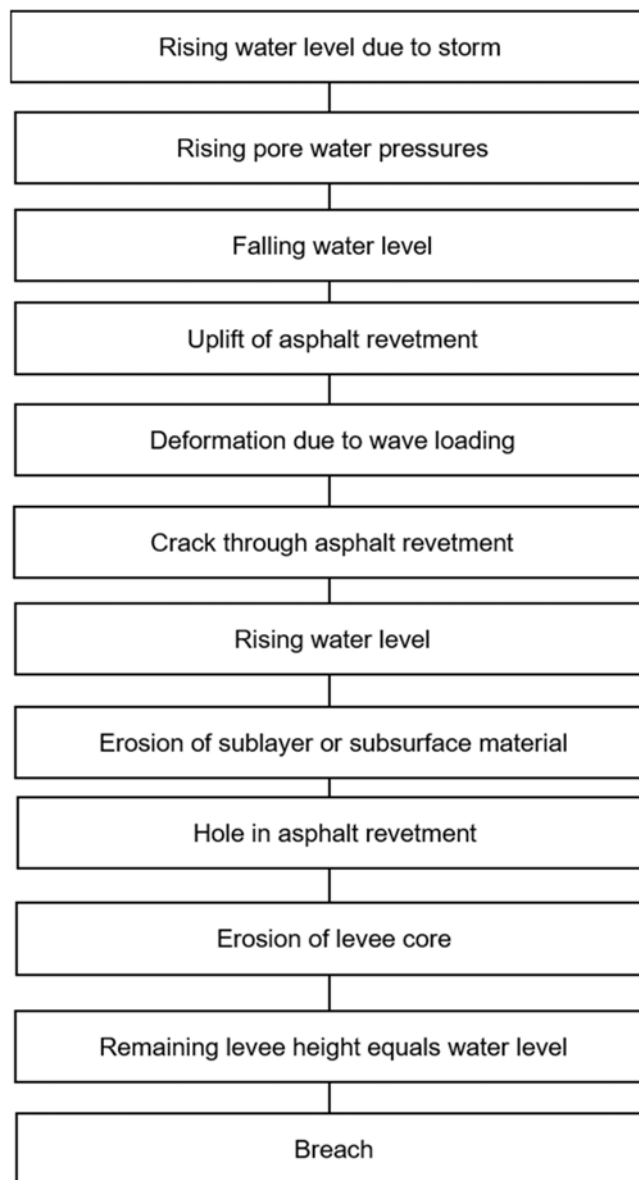 Rising water level due to storm
Rising pore water pressures
Falling water level
Uplift of asphalt revetment
Deformation due to wave loading
Crack through asphalt revetment
Rising water level
Erosion of sublayer or subsurface material
Hole in asphalt revetment
Erosion of levee core
Remaining levee height equals water level
Breach